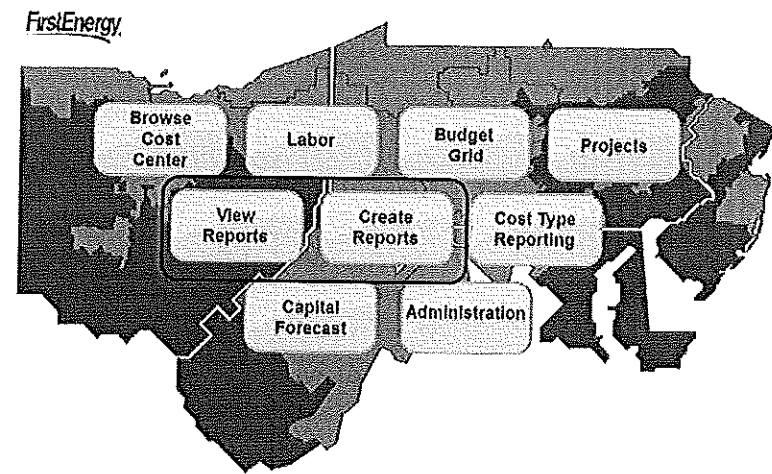 FirstEnergy
Browse
Cost
Center
Labor
Budget
Grid
Projects
View
Reports
Create
Reports
Cost Type
Reporting
Capital
Forecast
Administration